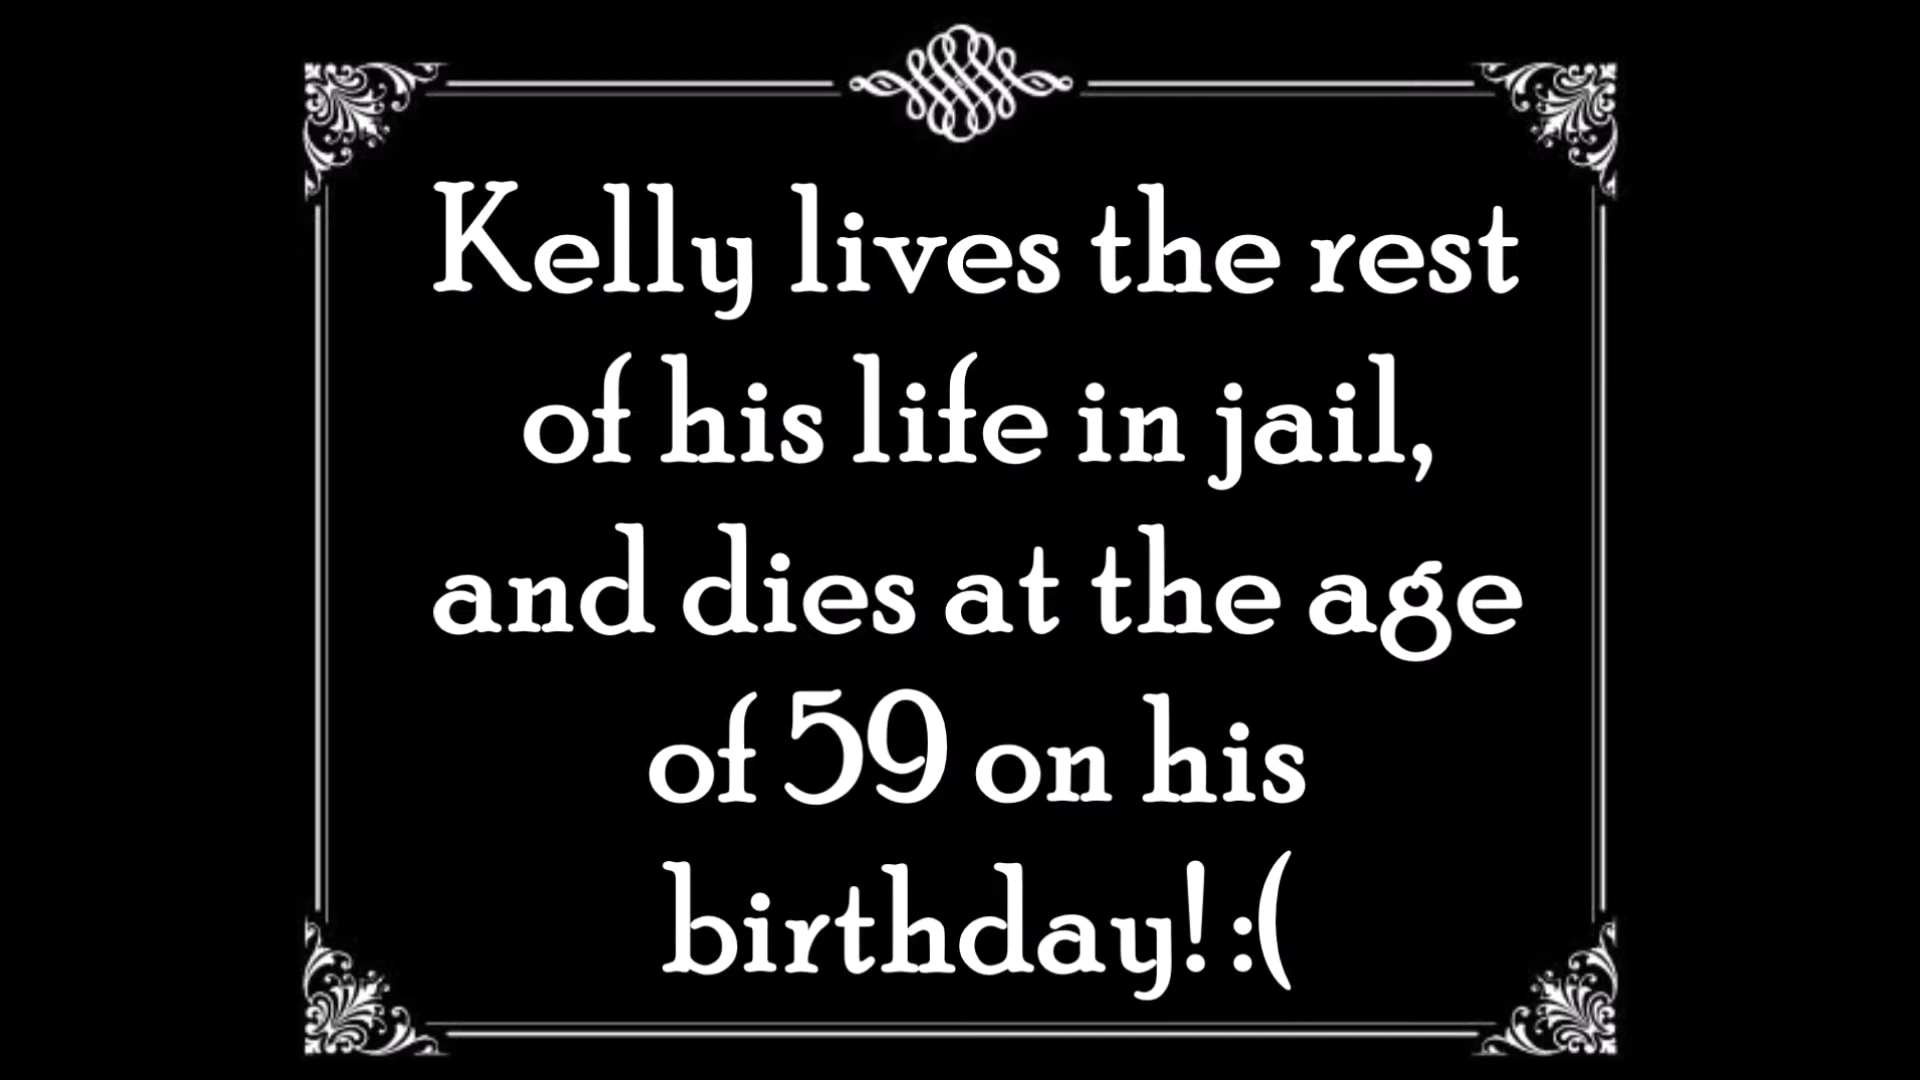 Kelly lives the rest
of his life in jail,
and dies at the age
of 59 on his
birthday! :(